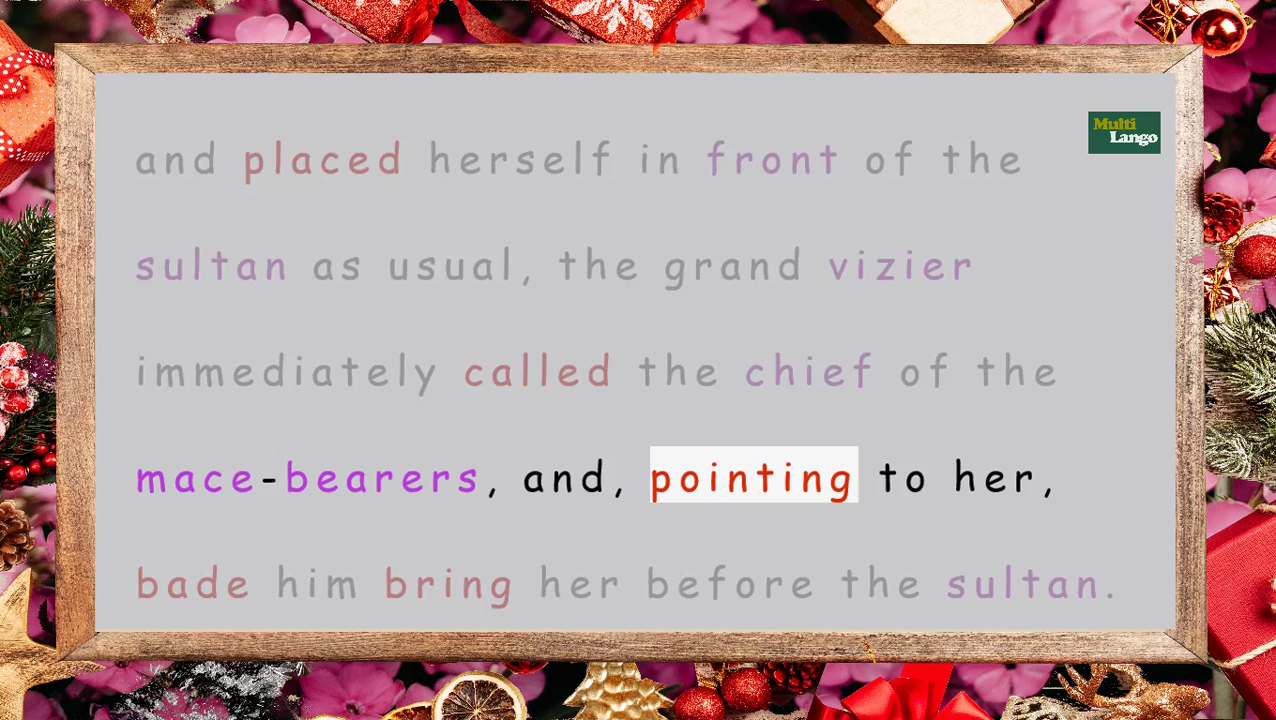 Multi
Lango
and placed herself in front of the
sultan as usual, the grand vizier
immediately called the chief of the
mace-bearers, and, pointing to her,
bade him bring her before the sultan.